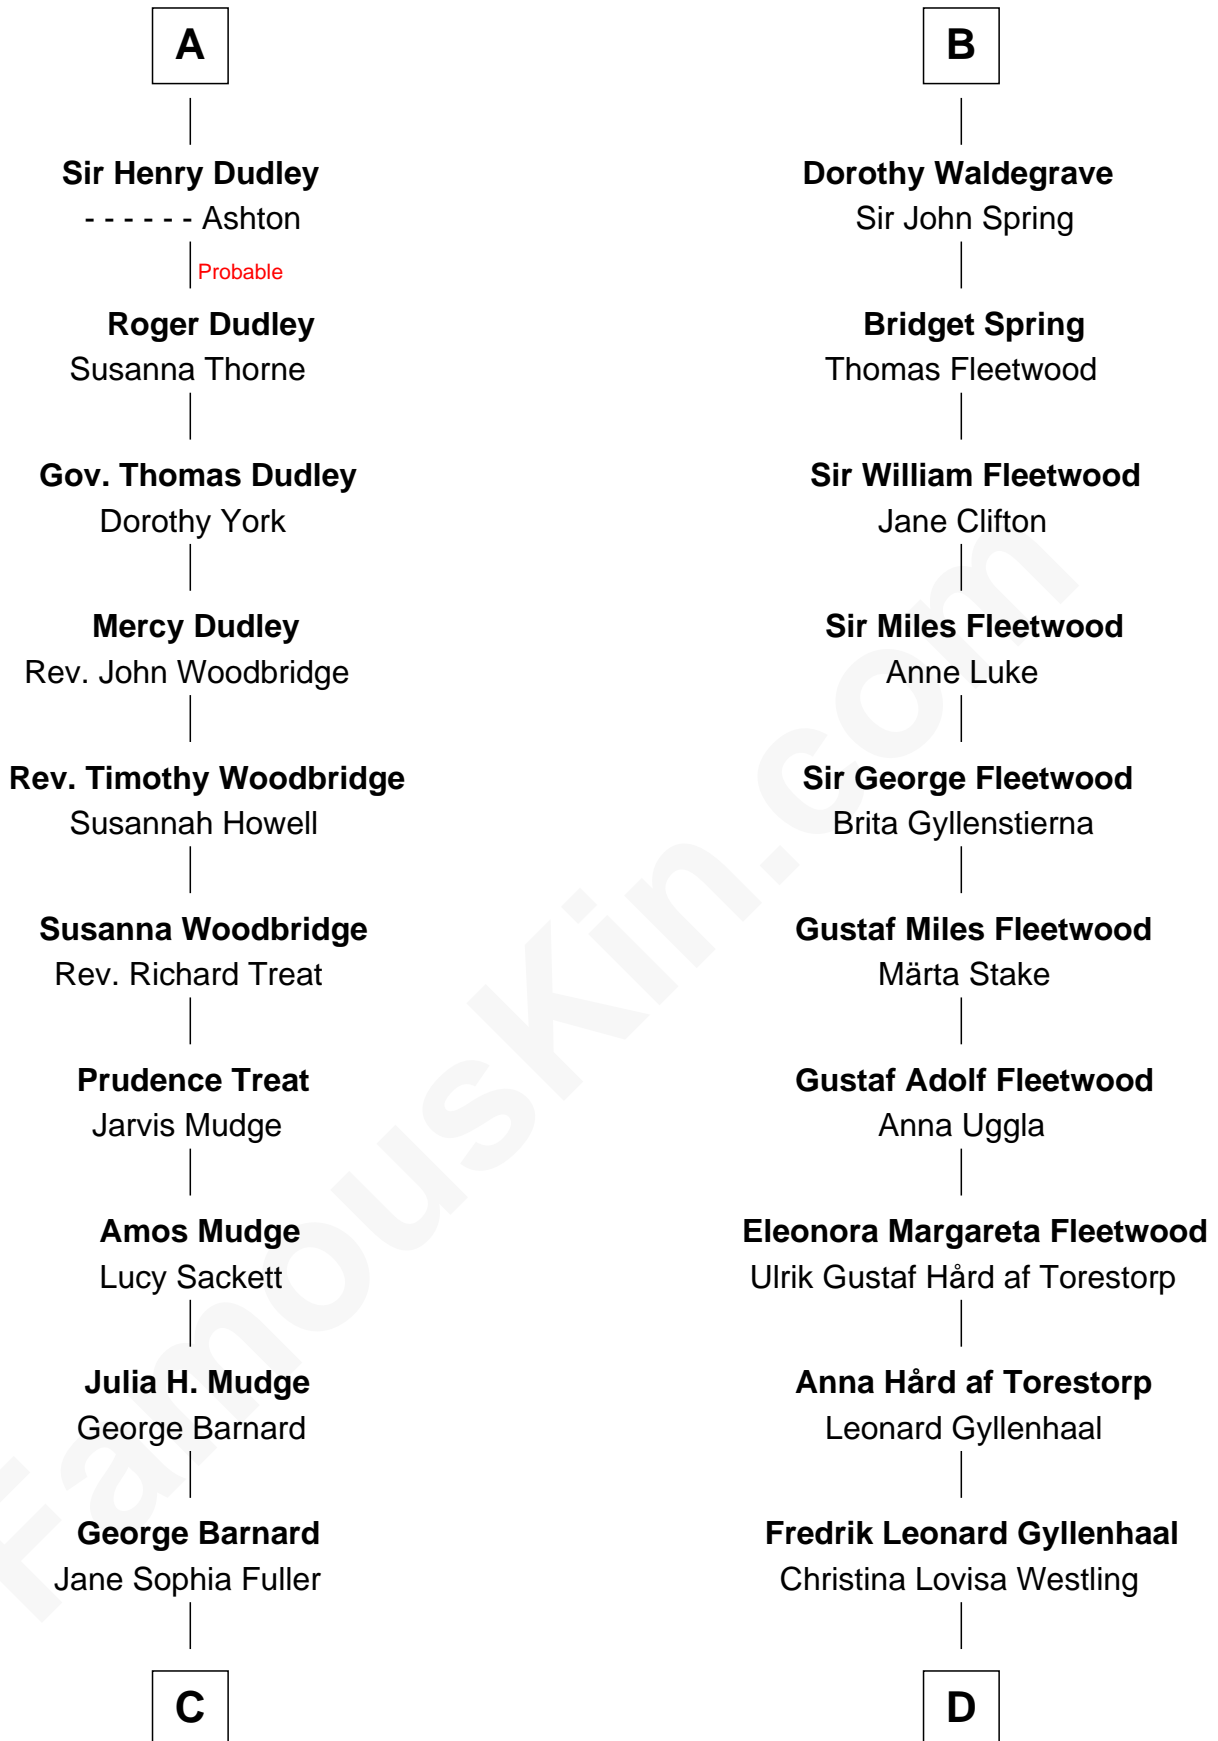 A
Sir Henry Dudley
- - - - - - Ashton
Probable
Roger Dudley
Susanna Thorne
Gov. Thomas Dudley
Dorothy York
Mercy Dudley
Rev. John Woodbridge
Rev. Timothy Woodbridge
Susannah Howell
Susanna Woodbridge
Rev. Richard Treat
Prudence Treat
Jarvis Mudge
Amos Mudge
Lucy Sackett
Julia H. Mudge
George Barnard
George Barnard
Jane Sophia Fuller
C
B
Dorothy Waldegrave
Sir John Spring
Bridget Spring
Thomas Fleetwood
Sir William Fleetwood
Jane Clifton
Sir Miles Fleetwood
Anne Luke
Sir George Fleetwood
Brita Gyllenstierna
Gustaf Miles Fleetwood
Märta Stake
Gustaf Adolf Fleetwood
Anna Uggla
Eleonora Margareta Fleetwood
Ulrik Gustaf Hård af Torestorp
Anna Hård af Torestorp
Leonard Gyllenhaal
Fredrik Leonard Gyllenhaal
Christina Lovisa Westling
D
FamousKin.com